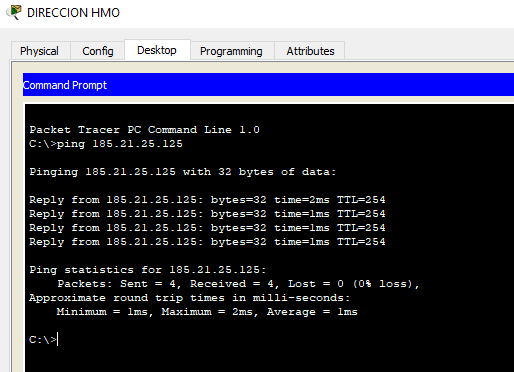 DIRECCION HMO
Physical Config Desktop Programming Attributes
Command Prompt
Packet Tracer PC Command Line 1.0
C:\>ping 185.21.25.125
Pinging 185.21.25.125 with 32 bytes of data:
Reply from 185.21.25.125: bytes=32 time=2ms TTL=254
Reply from 185.21.25.125: bytes=32 time=1ms TTL=254
Reply from 185.21.25.125: bytes=32 time=1ms TTL=254
Reply from 185.21.25.125: bytes=32 time=1ms TTL=254
Ping statistics for 185.21.25.125:
Packets: Sent = 4, Received = 4, Lost = 0 (0% loss),
Approximate round trip times in milli-seconds:
Minimum = 1ms, Maximum = 2ms, Average = 1ms
C:\>